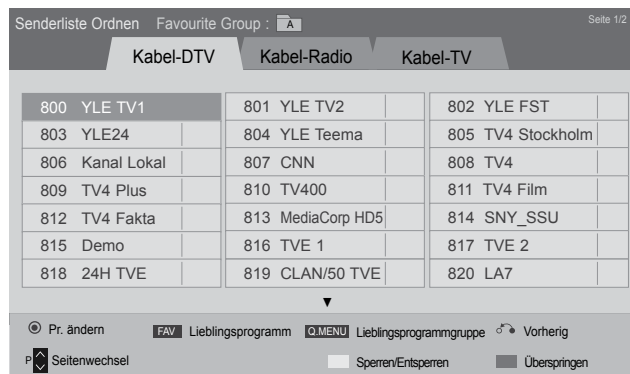 Senderliste Ordnen Favourite Group : A Seite 1/2
Kabel-DTV Kabel-Radio Kabel-TV
800 YLE TV1 801 YLE TV2 802 YLE FST
803 YLE24 804 YLE Teema 805 TV4 Stockholm
806 Kanal Lokal 807 CNN 808 TV4
809 TV4 Plus 810 TV400 811 TV4 Film
812 TV4 Fakta 813 MediaCorp HD5 814 SNY_SSU
815 Demo 816 TVE 1 817 TVE 2
818 24H TVE 819 CLAN/50 TVE 820 LA7
Pr. ändern FAV Lieblingsprogramm Q.MENU Lieblingsprogrammgruppe Vorherig
P Seitenwechsel Sperren/Entsperren Überspringen